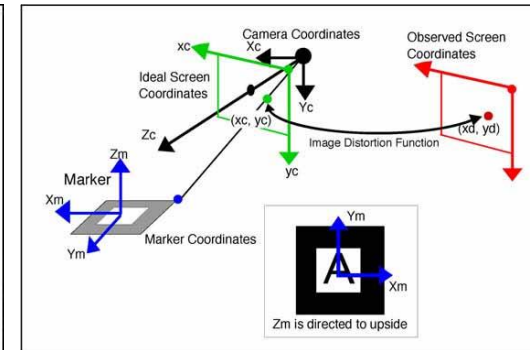 Camera Coordinates
Observed Screen
Coordinates
xc
Xc
Ideal Screen
Coordinates
Yc
(xc, yc)
(xd, yd)
Zc
Image Distortion Function
Zm
yc
Marker
Xm
Marker Coordinates
Ym
Ym
A
Xm
Zm is directed to upside